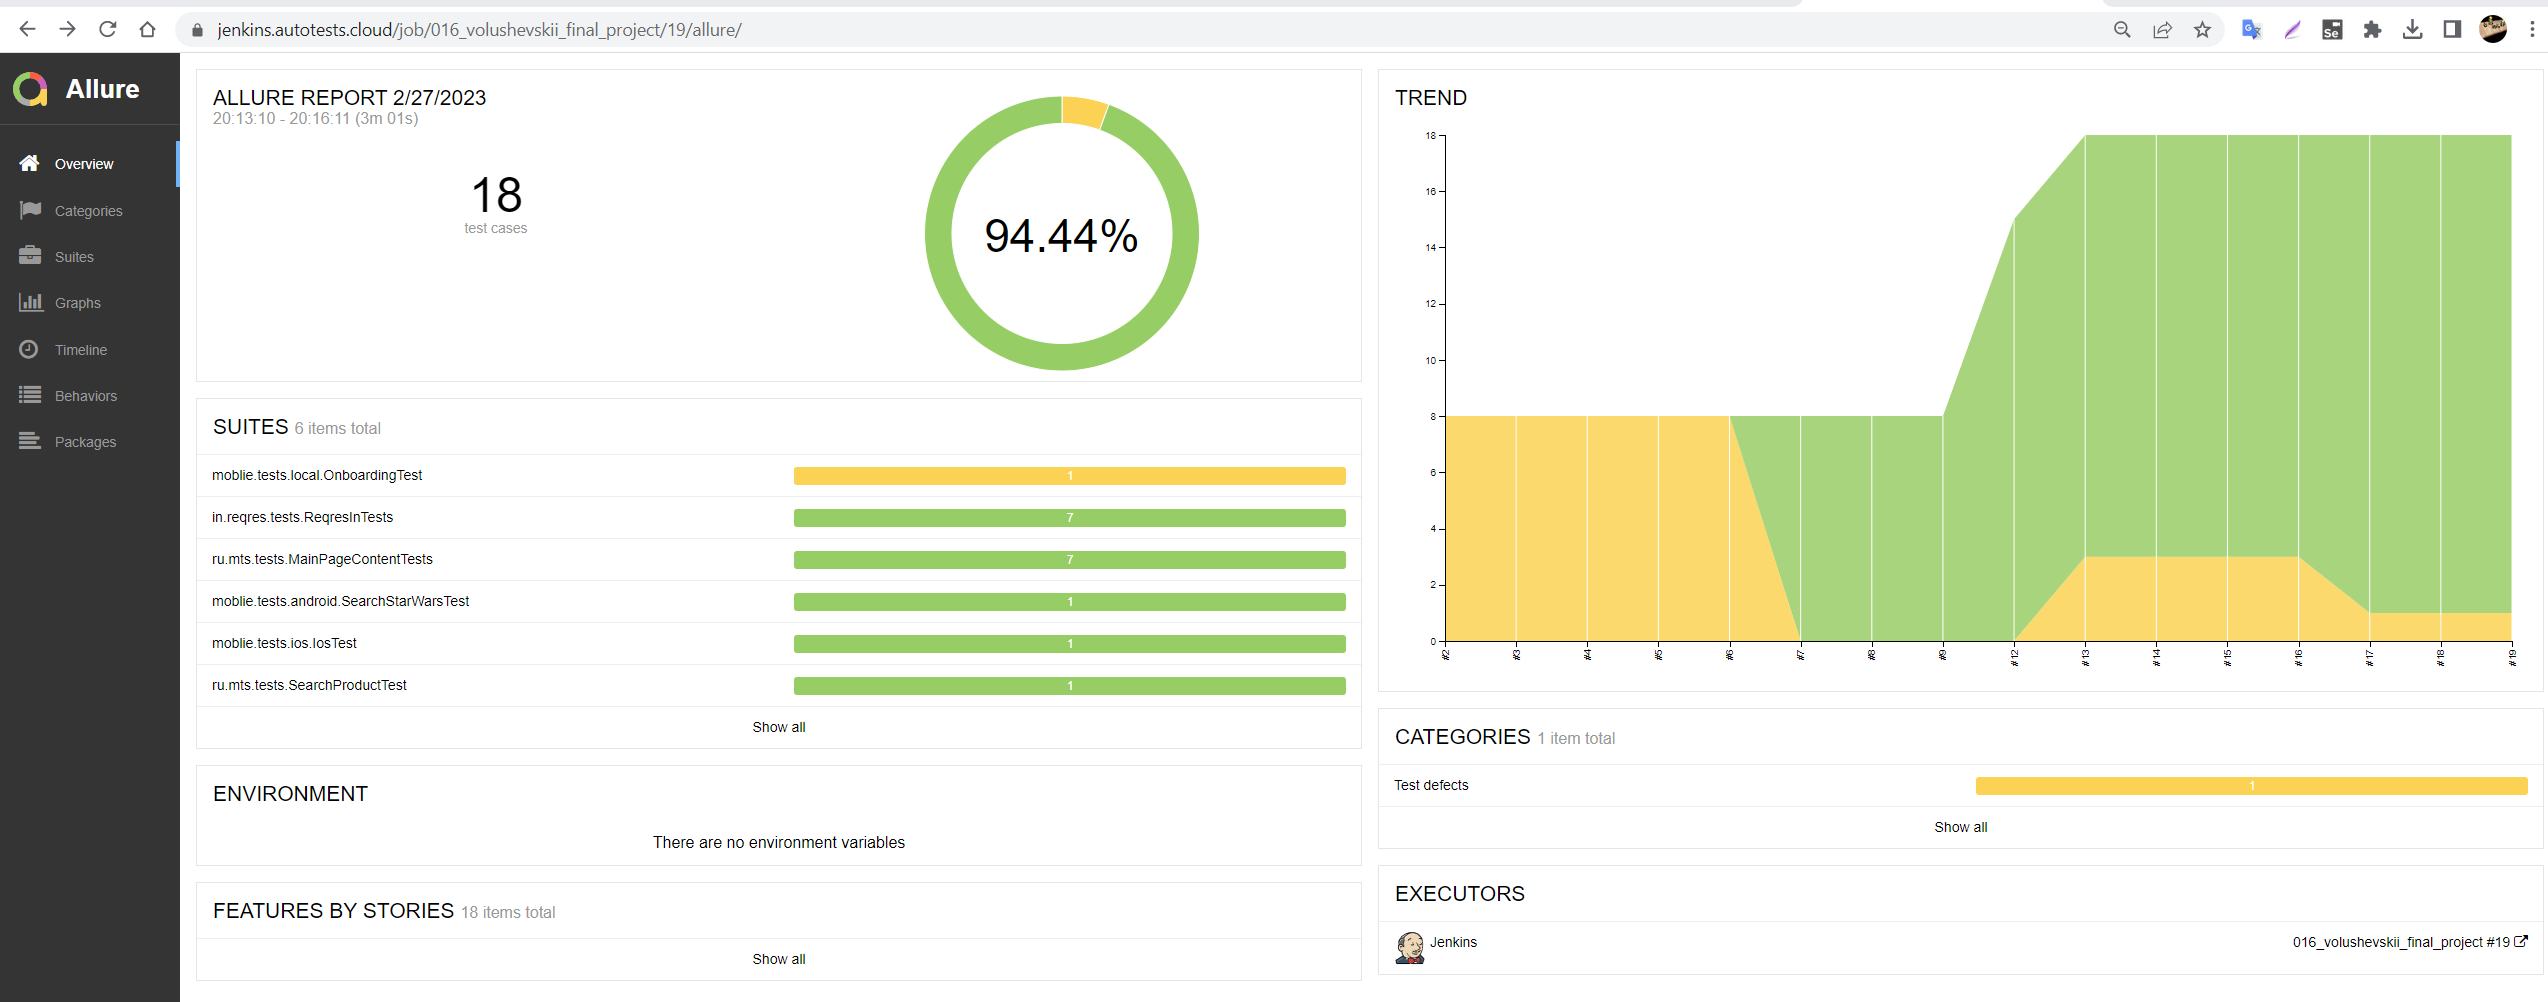 jenkins.autotests.cloud/job/016_volushevskii_final_project/19/allure/
Se
Allure
Overview
Categories
Suites
Graphs
Timeline
Behaviors
Packages
ALLURE REPORT 2/27/2023
20:13:10 - 20:16:11 (3m 01s)
18
test cases
94.44%
SUITES 6 items total
moblie.tests.local.OnboardingTest 1
in.reqres.tests.ReqresInTests 7
ru.mts.tests.MainPageContentTests 7
moblie.tests.android.SearchStarWarsTest 1
moblie.tests.ios.IosTest 1
ru.mts.tests.SearchProductTest 1
Show all
ENVIRONMENT
There are no environment variables
FEATURES BY STORIES 18 items total
Show all
TREND
18
16
14
12
10
8
6
4
2
0
#2 #3 #4 #5 #6 #7 #8 #9 #12 #13 #14 #15 #16 #17 #18 #19
CATEGORIES 1 item total
Test defects 1
Show all
EXECUTORS
Jenkins 016_volushevskii_final_project #19